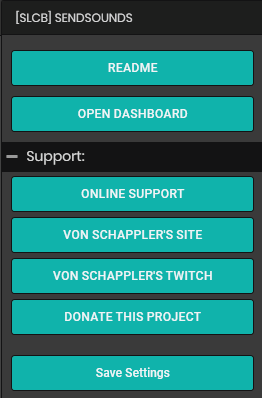 [SLCB] SENDSOUNDS
README
OPEN DASHBOARD
Support:
ONLINE SUPPORT
VON SCHAPPLER'S SITE
VON SCHAPPLER'S TWITCH
DONATE THIS PROJECT
Save Settings